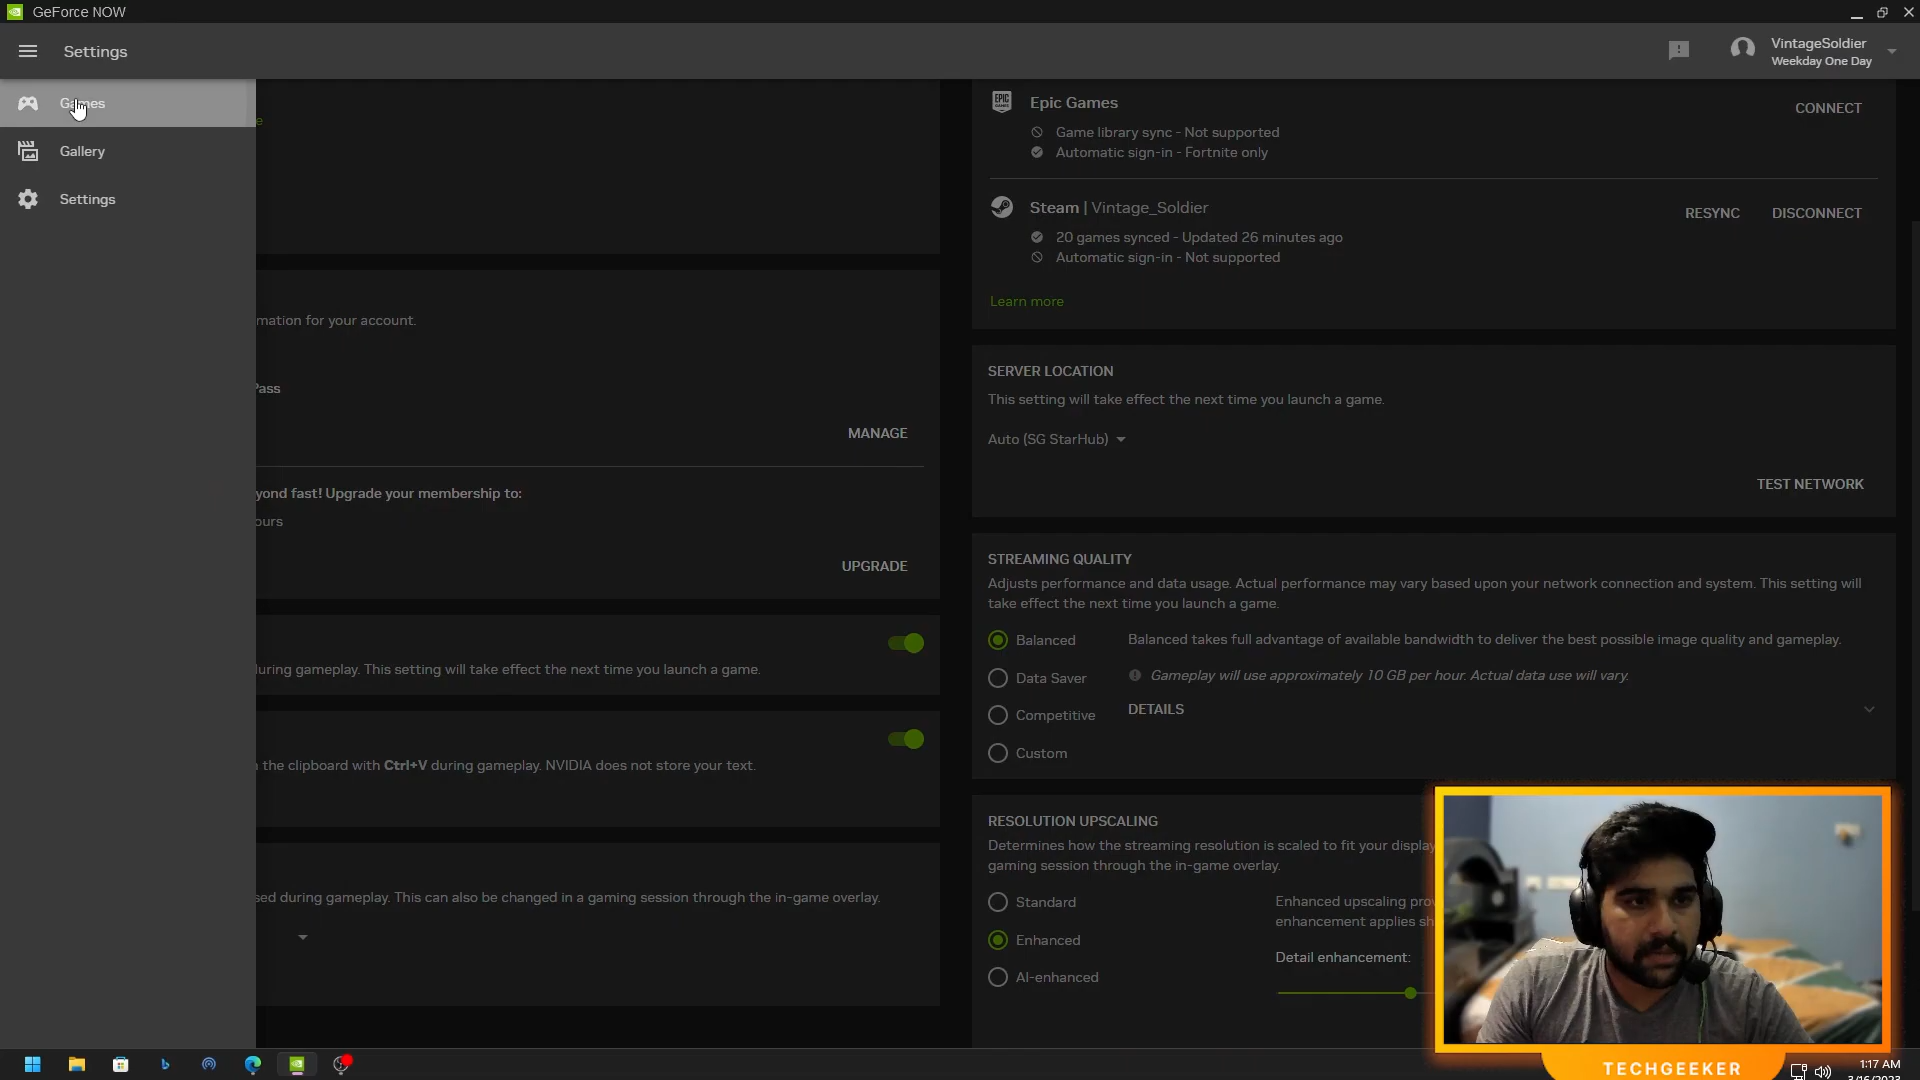 GeForce NOW
Settings
VintageSoldier
Weekday One Day
Games
Gallery
Settings
e
mation for your account.
Pass
MANAGE
yond fast! Upgrade your membership to:
ours
UPGRADE
during gameplay. This setting will take effect the next time you launch a game.
the clipboard with Ctrl+V during gameplay. NVIDIA does not store your text.
sed during gameplay. This can also be changed in a gaming session through the in-game overlay.
EPIC GAMES
Epic Games
CONNECT
Game library sync - Not supported
Automatic sign-in - Fortnite only
Steam | Vintage_Soldier
RESYNC
DISCONNECT
20 games synced - Updated 26 minutes ago
Automatic sign-in - Not supported
Learn more
SERVER LOCATION
This setting will take effect the next time you launch a game.
Auto (SG StarHub)
TEST NETWORK
STREAMING QUALITY
Adjusts performance and data usage. Actual performance may vary based upon your network connection and system. This setting will
take effect the next time you launch a game.
Balanced
Balanced takes full advantage of available bandwidth to deliver the best possible image quality and gameplay.
Data Saver
Gameplay will use approximately 10 GB per hour. Actual data use will vary.
Competitive
DETAILS
Custom
RESOLUTION UPSCALING
Determines how the streaming resolution is scaled to fit your display
gaming session through the in-game overlay.
Standard
Enhanced upscaling prov
enhancement applies sh
Enhanced
Detail enhancement:
AI-enhanced
TECHGEEKER
1:17 AM
3/16/2023